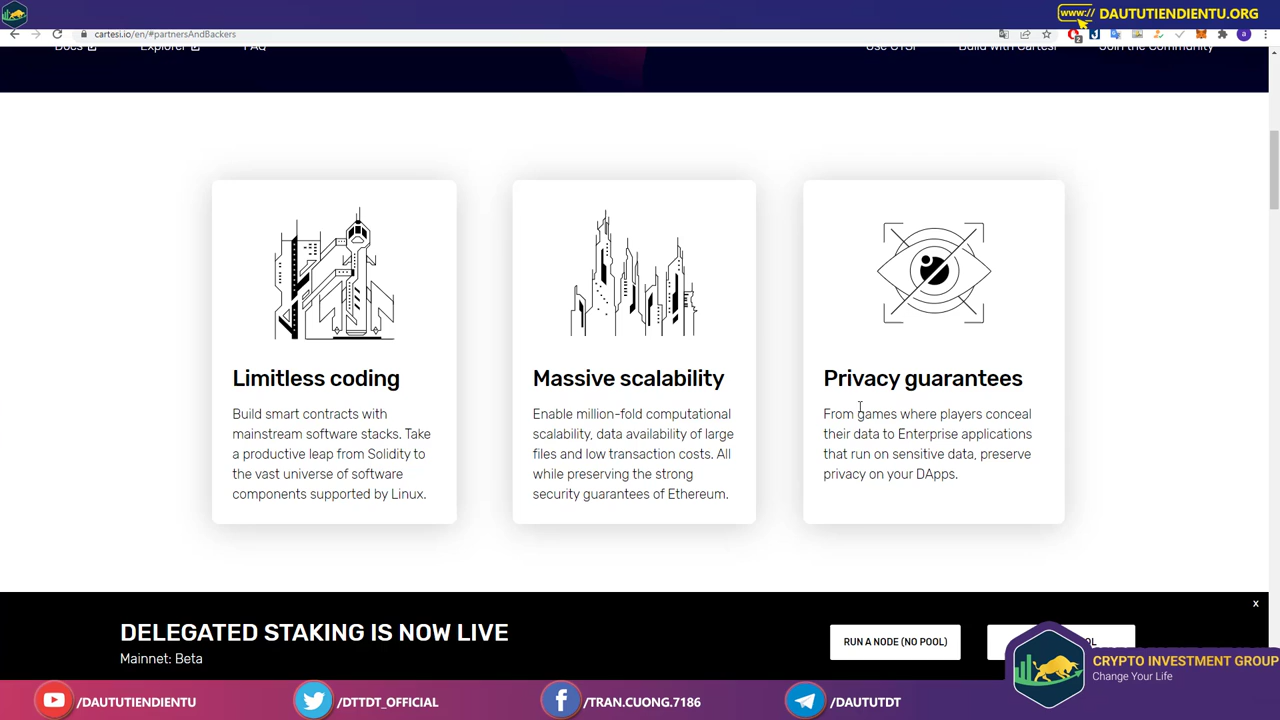 www:// DAUTUTIENDIENTU.ORG
cartesi.io/en/#partnersAndBackers
Docs Explorer FAQ Use CTSI Build with Cartesi Join the Community
Limitless coding
Build smart contracts with
mainstream software stacks. Take
a productive leap from Solidity to
the vast universe of software
components supported by Linux.
Massive scalability
Enable million-fold computational
scalability, data availability of large
files and low transaction costs. All
while preserving the strong
security guarantees of Ethereum.
Privacy guarantees
From games where players conceal
their data to Enterprise applications
that run on sensitive data, preserve
privacy on your DApps.
x
DELEGATED STAKING IS NOW LIVE
Mainnet: Beta
RUN A NODE (NO POOL)
CRYPTO INVESTMENT GROUP
Change Your Life
/DAUTUTIENDIENTU
/DTTDT_OFFICIAL
/TRAN.CUONG.7186
/DAUTUTDT